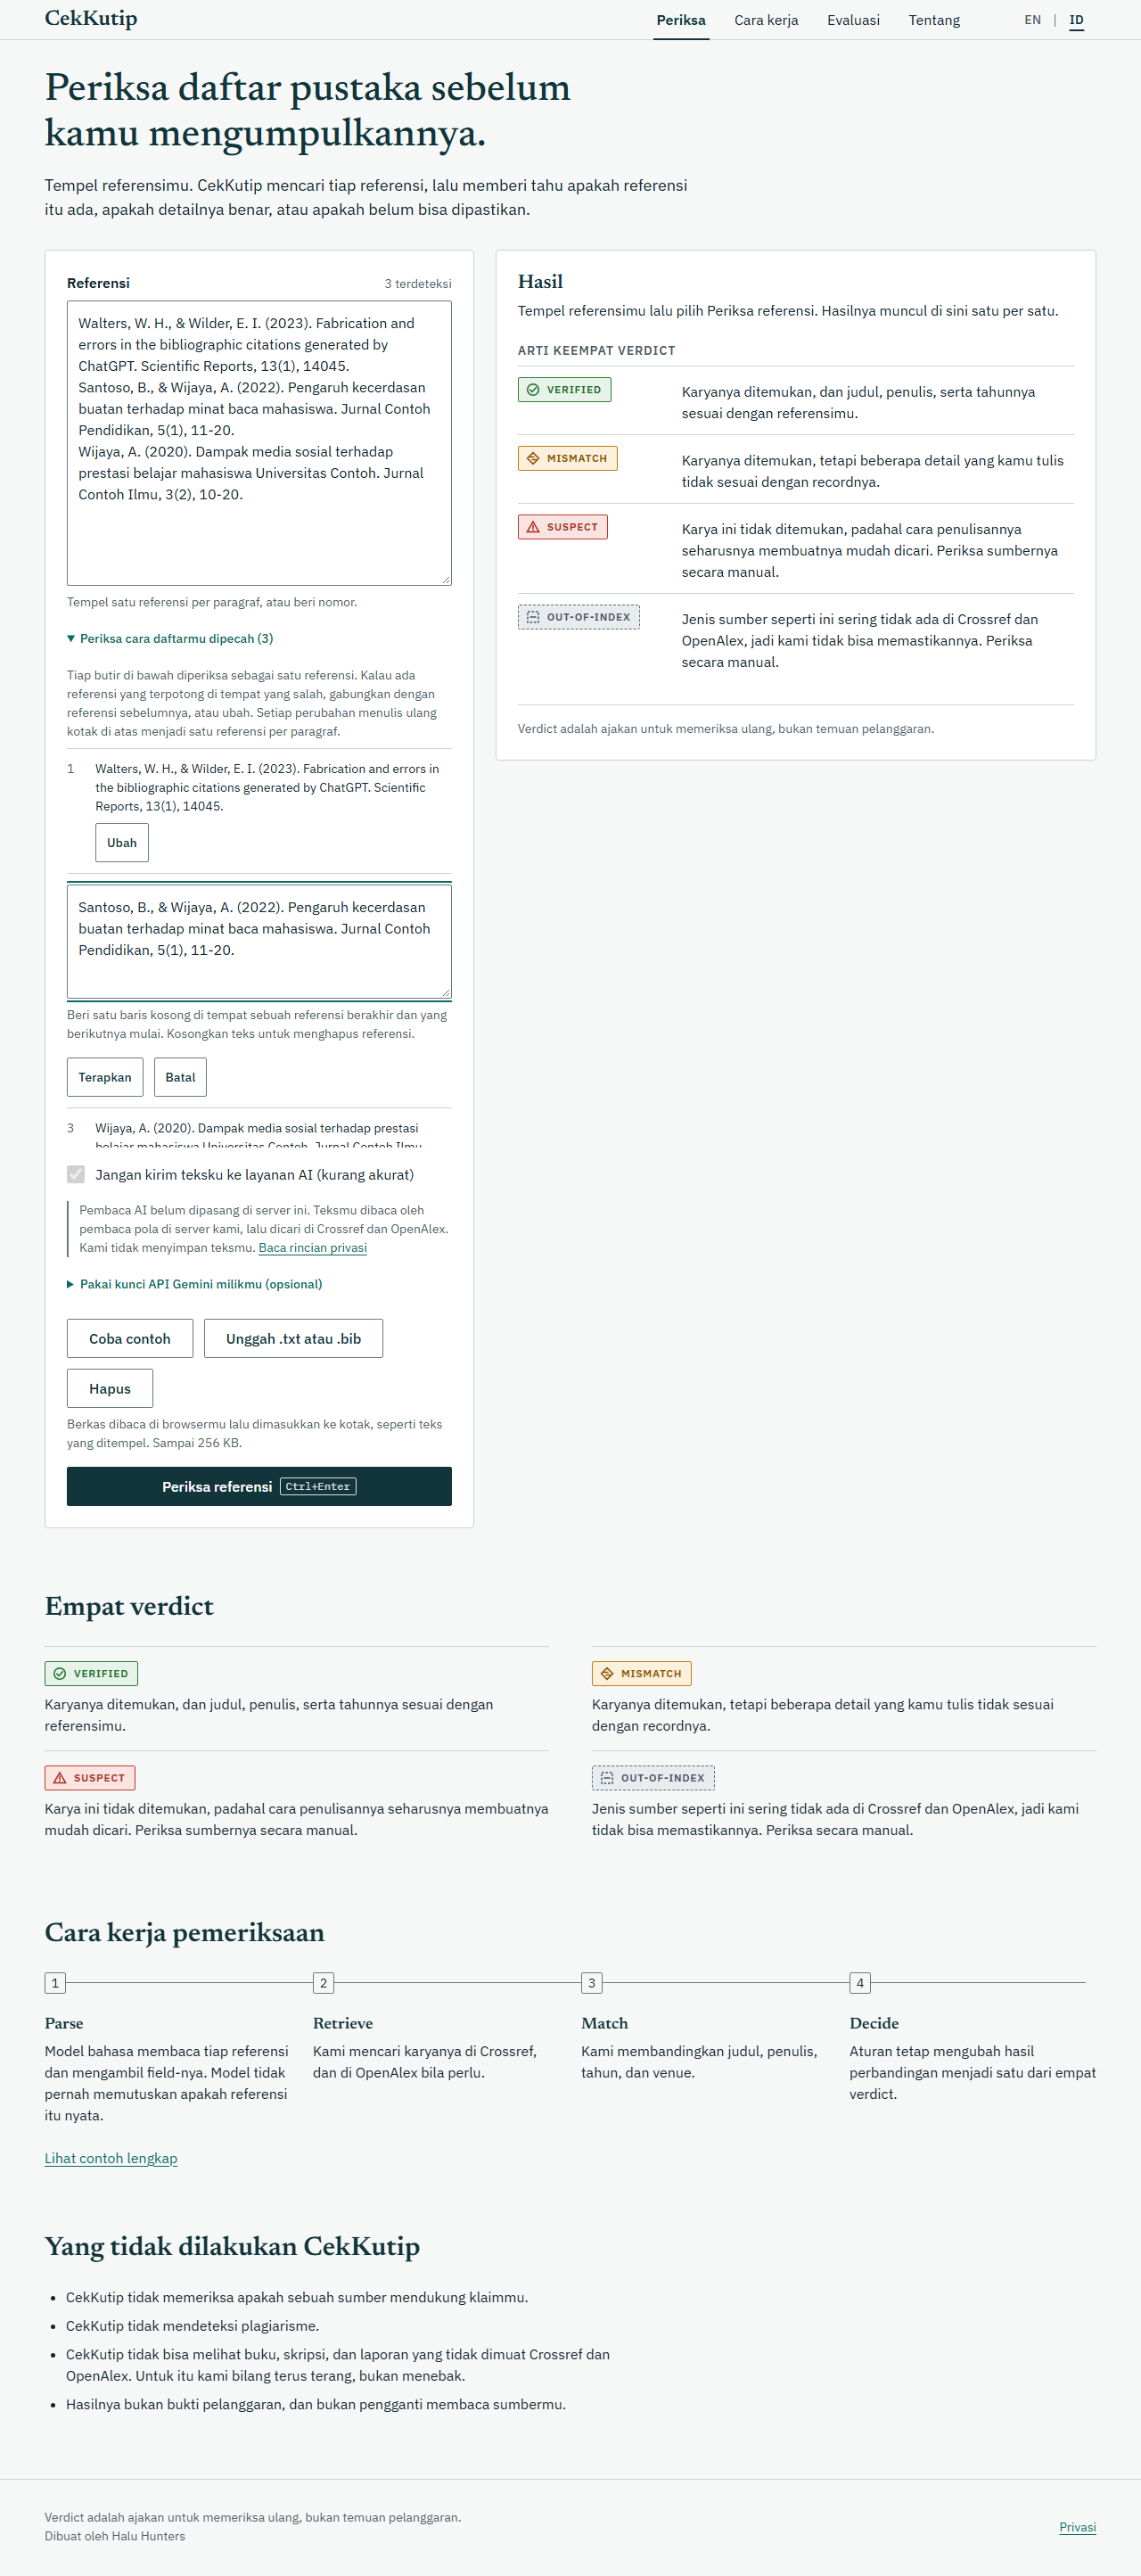 CekKutip
Periksa
Cara kerja
Evaluasi
Tentang
EN | ID
Periksa daftar pustaka sebelum
kamu mengumpulkannya.
Tempel referensimu. CekKutip mencari tiap referensi, lalu memberi tahu apakah referensi
itu ada, apakah detailnya benar, atau apakah belum bisa dipastikan.
Referensi
3 terdeteksi
Walters, W. H., & Wilder, E. I. (2023). Fabrication and
errors in the bibliographic citations generated by
ChatGPT. Scientific Reports, 13(1), 14045.
Santoso, B., & Wijaya, A. (2022). Pengaruh kecerdasan
buatan terhadap minat baca mahasiswa. Jurnal Contoh
Pendidikan, 5(1), 11-20.
Wijaya, A. (2020). Dampak media sosial terhadap
prestasi belajar mahasiswa Universitas Contoh. Jurnal
Contoh Ilmu, 3(2), 10-20.
Tempel satu referensi per paragraf, atau beri nomor.
Periksa cara daftarmu dipecah (3)
Tiap butir di bawah diperiksa sebagai satu referensi. Kalau ada
referensi yang terpotong di tempat yang salah, gabungkan dengan
referensi sebelumnya, atau ubah. Setiap perubahan menulis ulang
kotak di atas menjadi satu referensi per paragraf.
1
Walters, W. H., & Wilder, E. I. (2023). Fabrication and errors in
the bibliographic citations generated by ChatGPT. Scientific
Reports, 13(1), 14045.
Ubah
Santoso, B., & Wijaya, A. (2022). Pengaruh kecerdasan
buatan terhadap minat baca mahasiswa. Jurnal Contoh
Pendidikan, 5(1), 11-20.
Beri satu baris kosong di tempat sebuah referensi berakhir dan yang
berikutnya mulai. Kosongkan teks untuk menghapus referensi.
Terapkan
Batal
3
Wijaya, A. (2020). Dampak media sosial terhadap prestasi
belajar mahasiswa Universitas Contoh. Jurnal Contoh Ilmu,
Jangan kirim teksku ke layanan AI (kurang akurat)
Pembaca AI belum dipasang di server ini. Teksmu dibaca oleh
pembaca pola di server kami, lalu dicari di Crossref dan OpenAlex.
Kami tidak menyimpan teksmu. Baca rincian privasi
Pakai kunci API Gemini milikmu (opsional)
Coba contoh
Unggah .txt atau .bib
Hapus
Berkas dibaca di browsermu lalu dimasukkan ke kotak, seperti teks
yang ditempel. Sampai 256 KB.
Periksa referensi Ctrl+Enter
Hasil
Tempel referensimu lalu pilih Periksa referensi. Hasilnya muncul di sini satu per satu.
ARTI KEEMPAT VERDICT
VERIFIED
Karyanya ditemukan, dan judul, penulis, serta tahunnya
sesuai dengan referensimu.
MISMATCH
Karyanya ditemukan, tetapi beberapa detail yang kamu tulis
tidak sesuai dengan recordnya.
SUSPECT
Karya ini tidak ditemukan, padahal cara penulisannya
seharusnya membuatnya mudah dicari. Periksa sumbernya
secara manual.
OUT-OF-INDEX
Jenis sumber seperti ini sering tidak ada di Crossref dan
OpenAlex, jadi kami tidak bisa memastikannya. Periksa
secara manual.
Verdict adalah ajakan untuk memeriksa ulang, bukan temuan pelanggaran.
Empat verdict
VERIFIED
Karyanya ditemukan, dan judul, penulis, serta tahunnya sesuai dengan
referensimu.
MISMATCH
Karyanya ditemukan, tetapi beberapa detail yang kamu tulis tidak sesuai
dengan recordnya.
SUSPECT
Karya ini tidak ditemukan, padahal cara penulisannya seharusnya membuatnya
mudah dicari. Periksa sumbernya secara manual.
OUT-OF-INDEX
Jenis sumber seperti ini sering tidak ada di Crossref dan OpenAlex, jadi kami
tidak bisa memastikannya. Periksa secara manual.
Cara kerja pemeriksaan
1
Parse
Model bahasa membaca tiap referensi
dan mengambil field-nya. Model tidak
pernah memutuskan apakah referensi
itu nyata.
2
Retrieve
Kami mencari karyanya di Crossref,
dan di OpenAlex bila perlu.
3
Match
Kami membandingkan judul, penulis,
tahun, dan venue.
4
Decide
Aturan tetap mengubah hasil
perbandingan menjadi satu dari empat
verdict.
Lihat contoh lengkap
Yang tidak dilakukan CekKutip
• CekKutip tidak memeriksa apakah sebuah sumber mendukung klaimmu.
• CekKutip tidak mendeteksi plagiarisme.
• CekKutip tidak bisa melihat buku, skripsi, dan laporan yang tidak dimuat Crossref dan
OpenAlex. Untuk itu kami bilang terus terang, bukan menebak.
• Hasilnya bukan bukti pelanggaran, dan bukan pengganti membaca sumbermu.
Verdict adalah ajakan untuk memeriksa ulang, bukan temuan pelanggaran.
Dibuat oleh Halu Hunters
Privasi